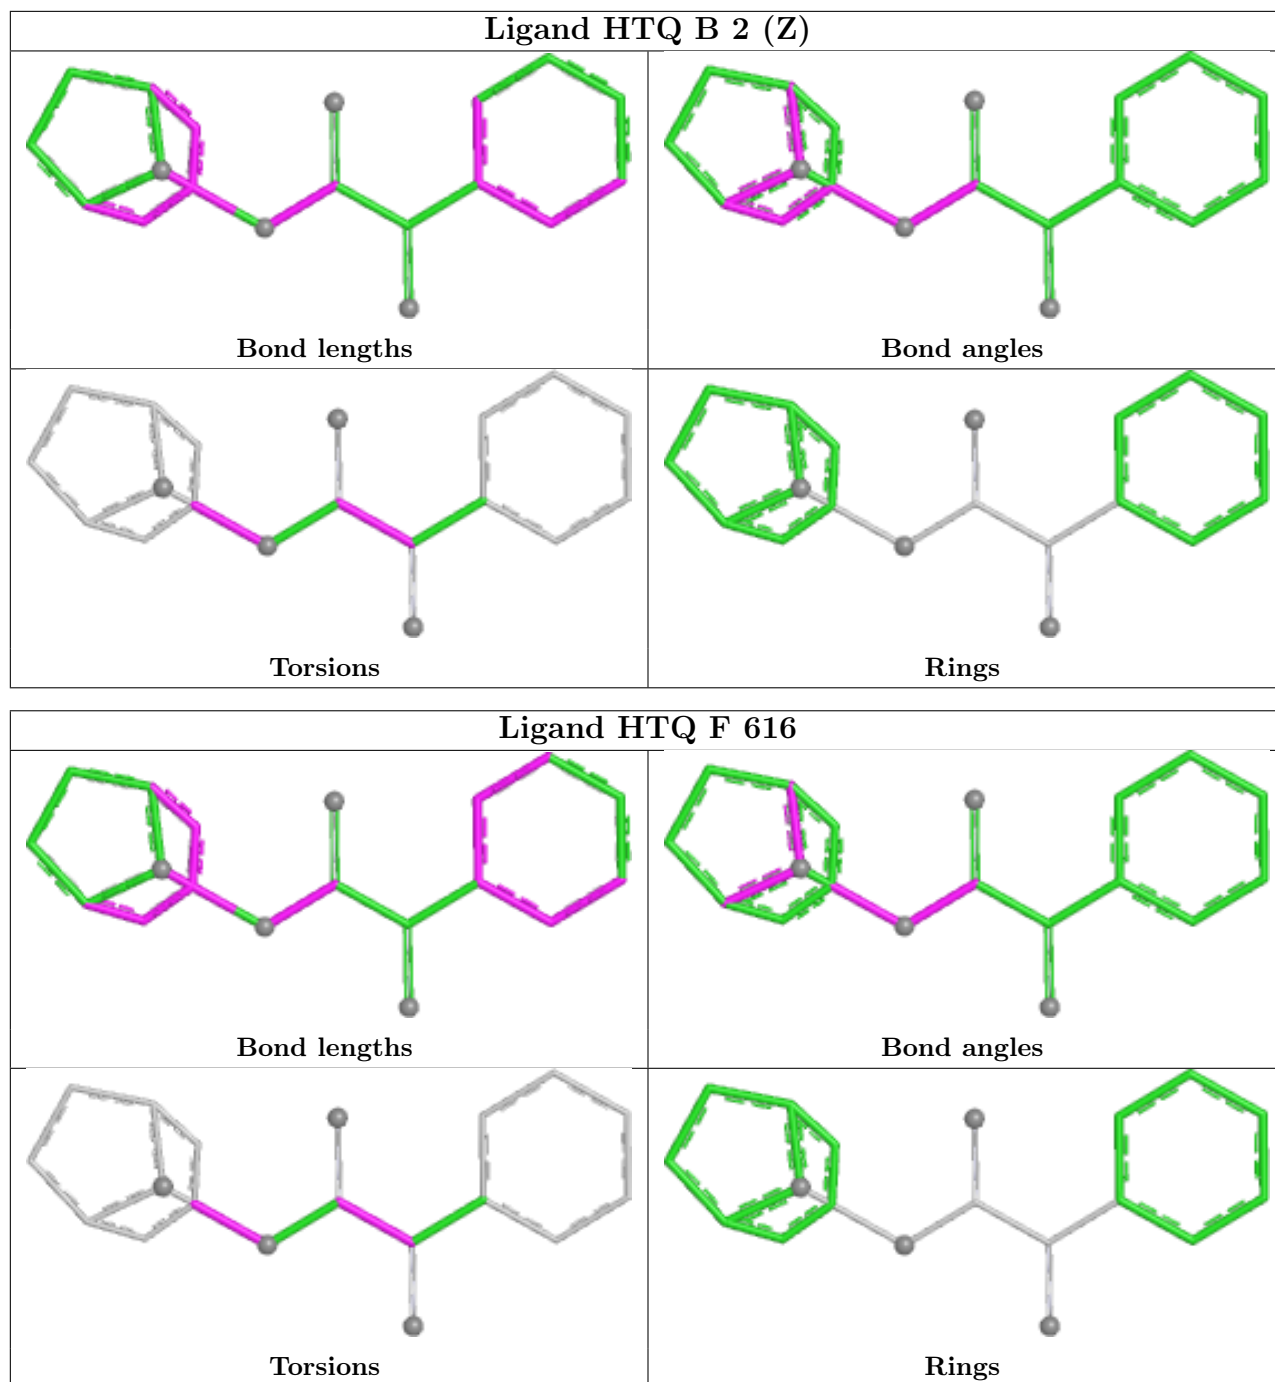 Ligand HTQ B 2 (Z)
Bond lengths
Bond angles
Torsions
Rings
Ligand HTQ F 616
Bond lengths
Bond angles
Torsions
Rings